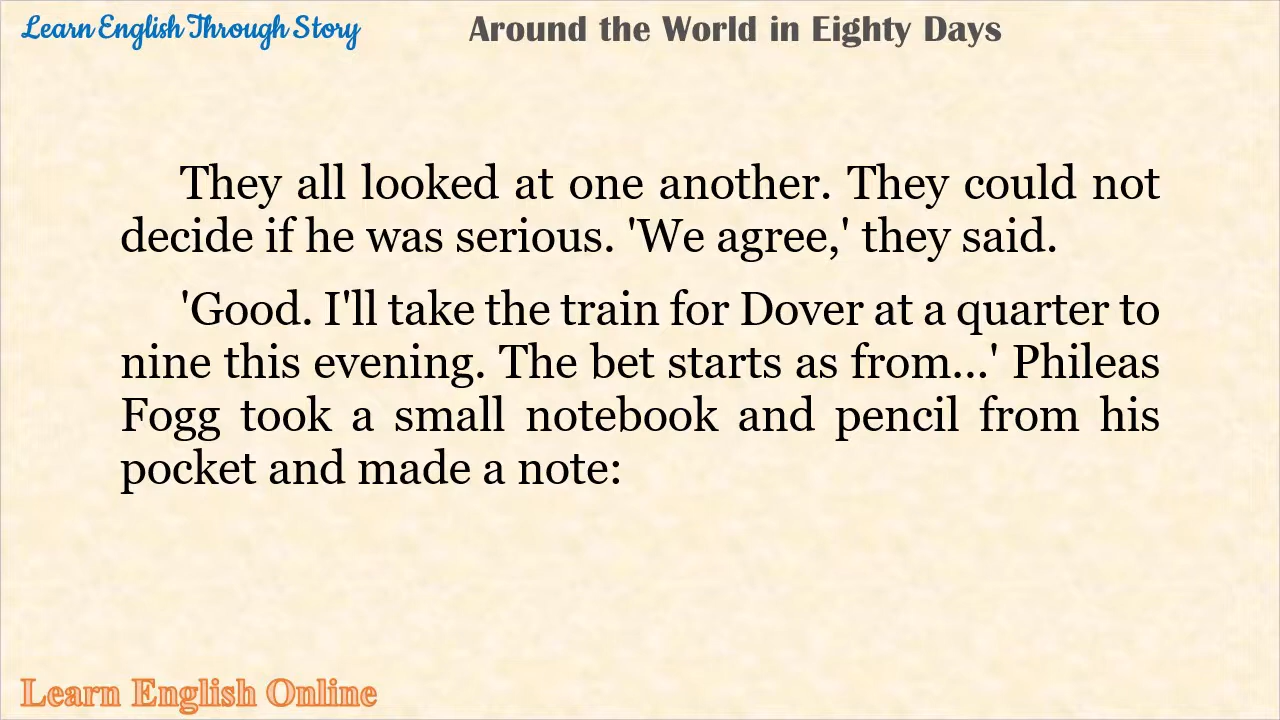 Learn English Through Story
Around the World in Eighty Days
They all looked at one another. They could not
decide if he was serious. 'We agree,' they said.
'Good. I'll take the train for Dover at a quarter to
nine this evening. The bet starts as from...' Phileas
Fogg took a small notebook and pencil from his
pocket and made a note:
Learn English Online